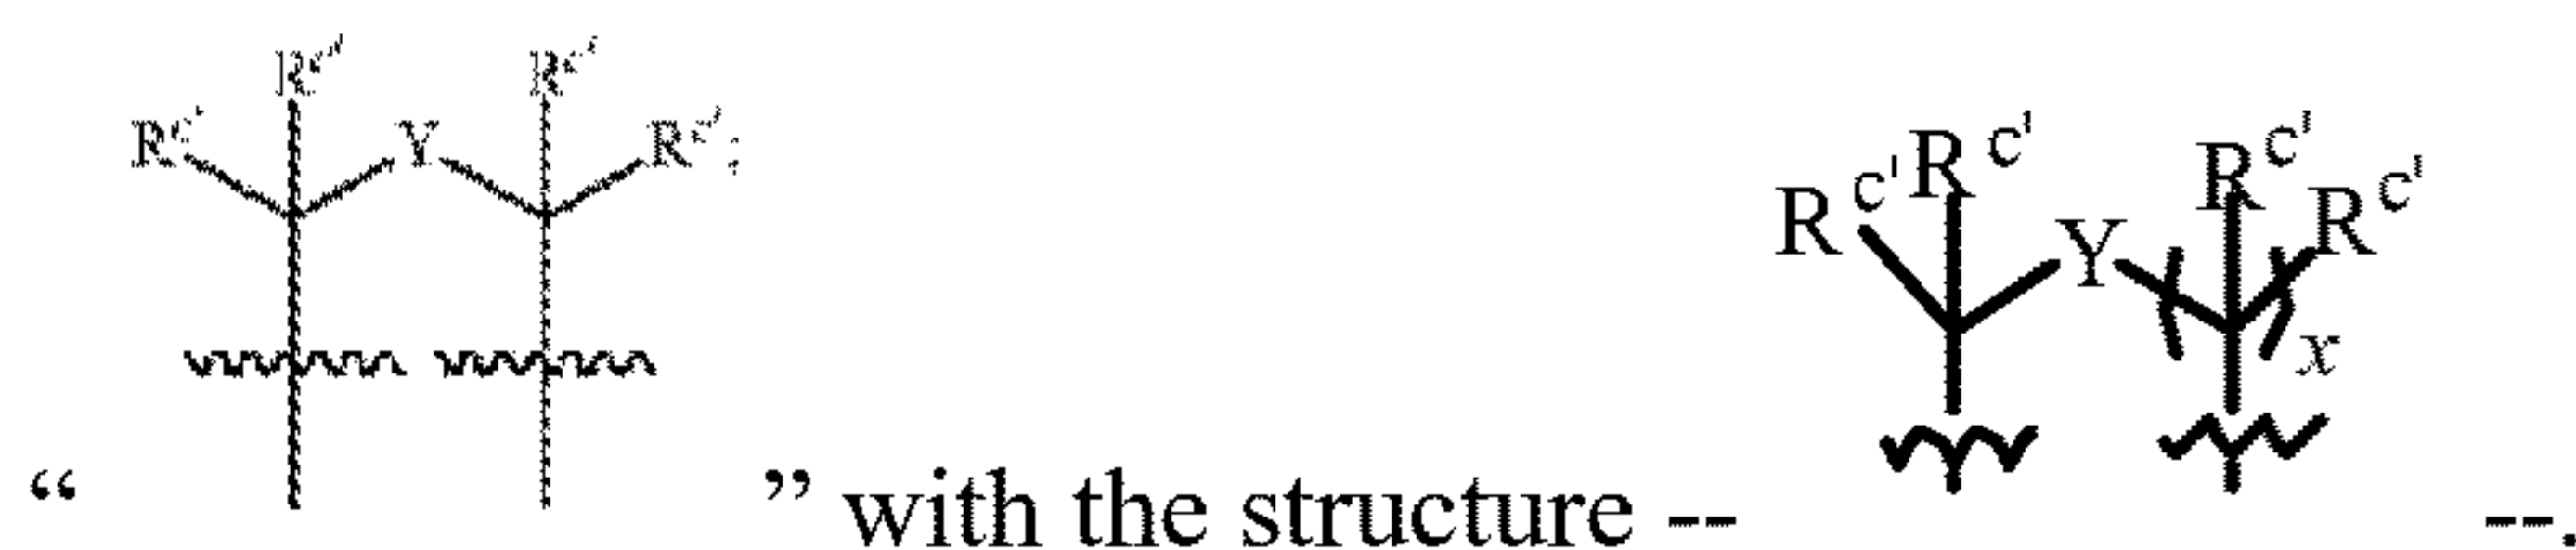 R^c' R^c' Y R^c' R^c' ;
R^c' R^c' Y R^c' R^c' x
“ ” with the structure -- --.